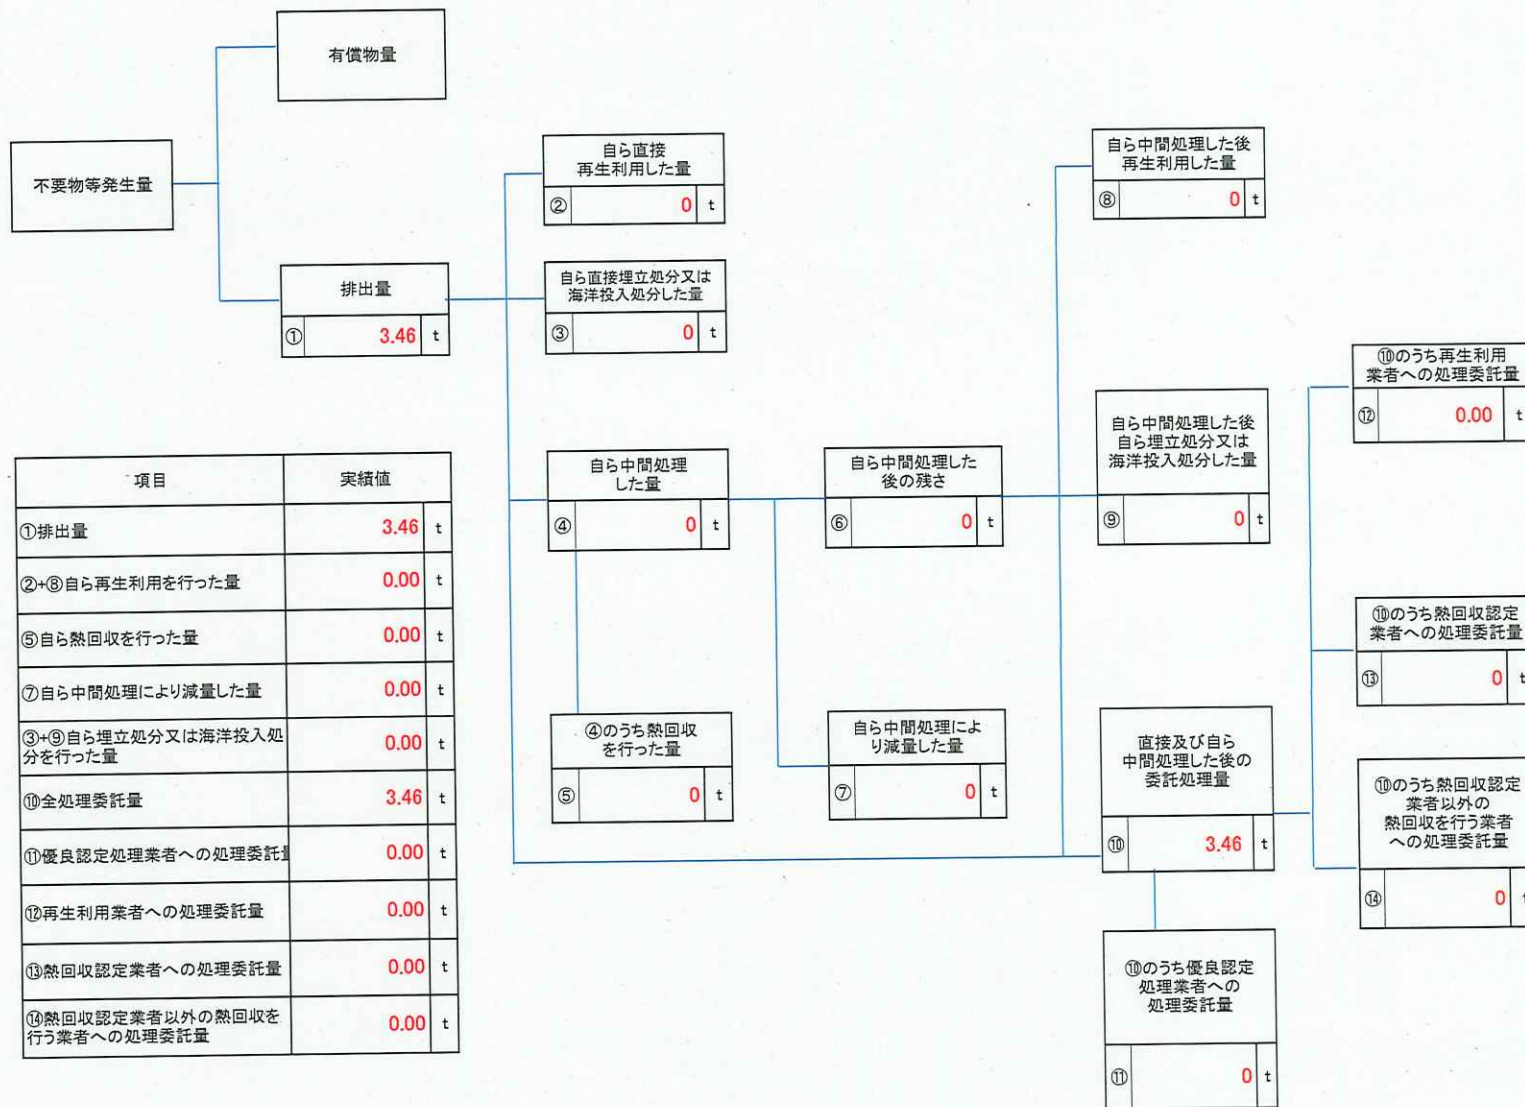 有償物量
不要物等発生量
排出量
① 3.46 t
自ら直接
再生利用した量
② 0 t
自ら直接埋立処分又は
海洋投入処分した量
③ 0 t
自ら中間処理
した量
④ 0 t
④のうち熱回収
を行った量
⑤ 0 t
自ら中間処理した
後の残さ
⑥ 0 t
自ら中間処理によ
り減量した量
⑦ 0 t
自ら中間処理した後
再生利用した量
⑧ 0 t
自ら中間処理した後
自ら埋立処分又は
海洋投入処分した量
⑨ 0 t
直接及び自ら
中間処理した後の
委託処理量
⑩ 3.46 t
⑩のうち優良認定
処理業者への
処理委託量
⑪ 0 t
⑩のうち再生利用
業者への処理委託量
⑫ 0.00 t
⑩のうち熱回収認定
業者への処理委託量
⑬ 0 t
⑩のうち熱回収認定
業者以外の
熱回収を行う業者
への処理委託量
⑭ 0 t
項目 実績値
①排出量 3.46 t
②+⑧自ら再生利用を行った量 0.00 t
⑤自ら熱回収を行った量 0.00 t
⑦自ら中間処理により減量した量 0.00 t
③+⑨自ら埋立処分又は海洋投入処
分を行った量 0.00 t
⑩全処理委託量 3.46 t
⑪優良認定処理業者への処理委託 0.00 t
⑫再生利用業者への処理委託量 0.00 t
⑬熱回収認定業者への処理委託量 0.00 t
⑭熱回収認定業者以外の熱回収を
行う業者への処理委託量 0.00 t